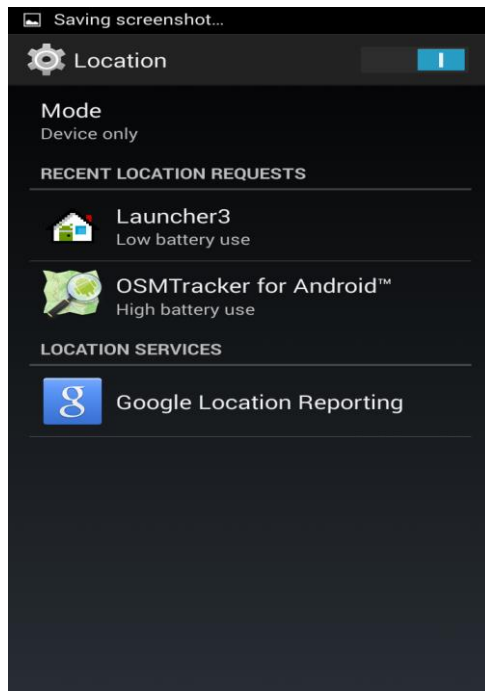 Saving screenshot...
Location
Mode
Device only
RECENT LOCATION REQUESTS
Launcher3
Low battery use
OSMTracker for Android™
High battery use
LOCATION SERVICES
g
Google Location Reporting